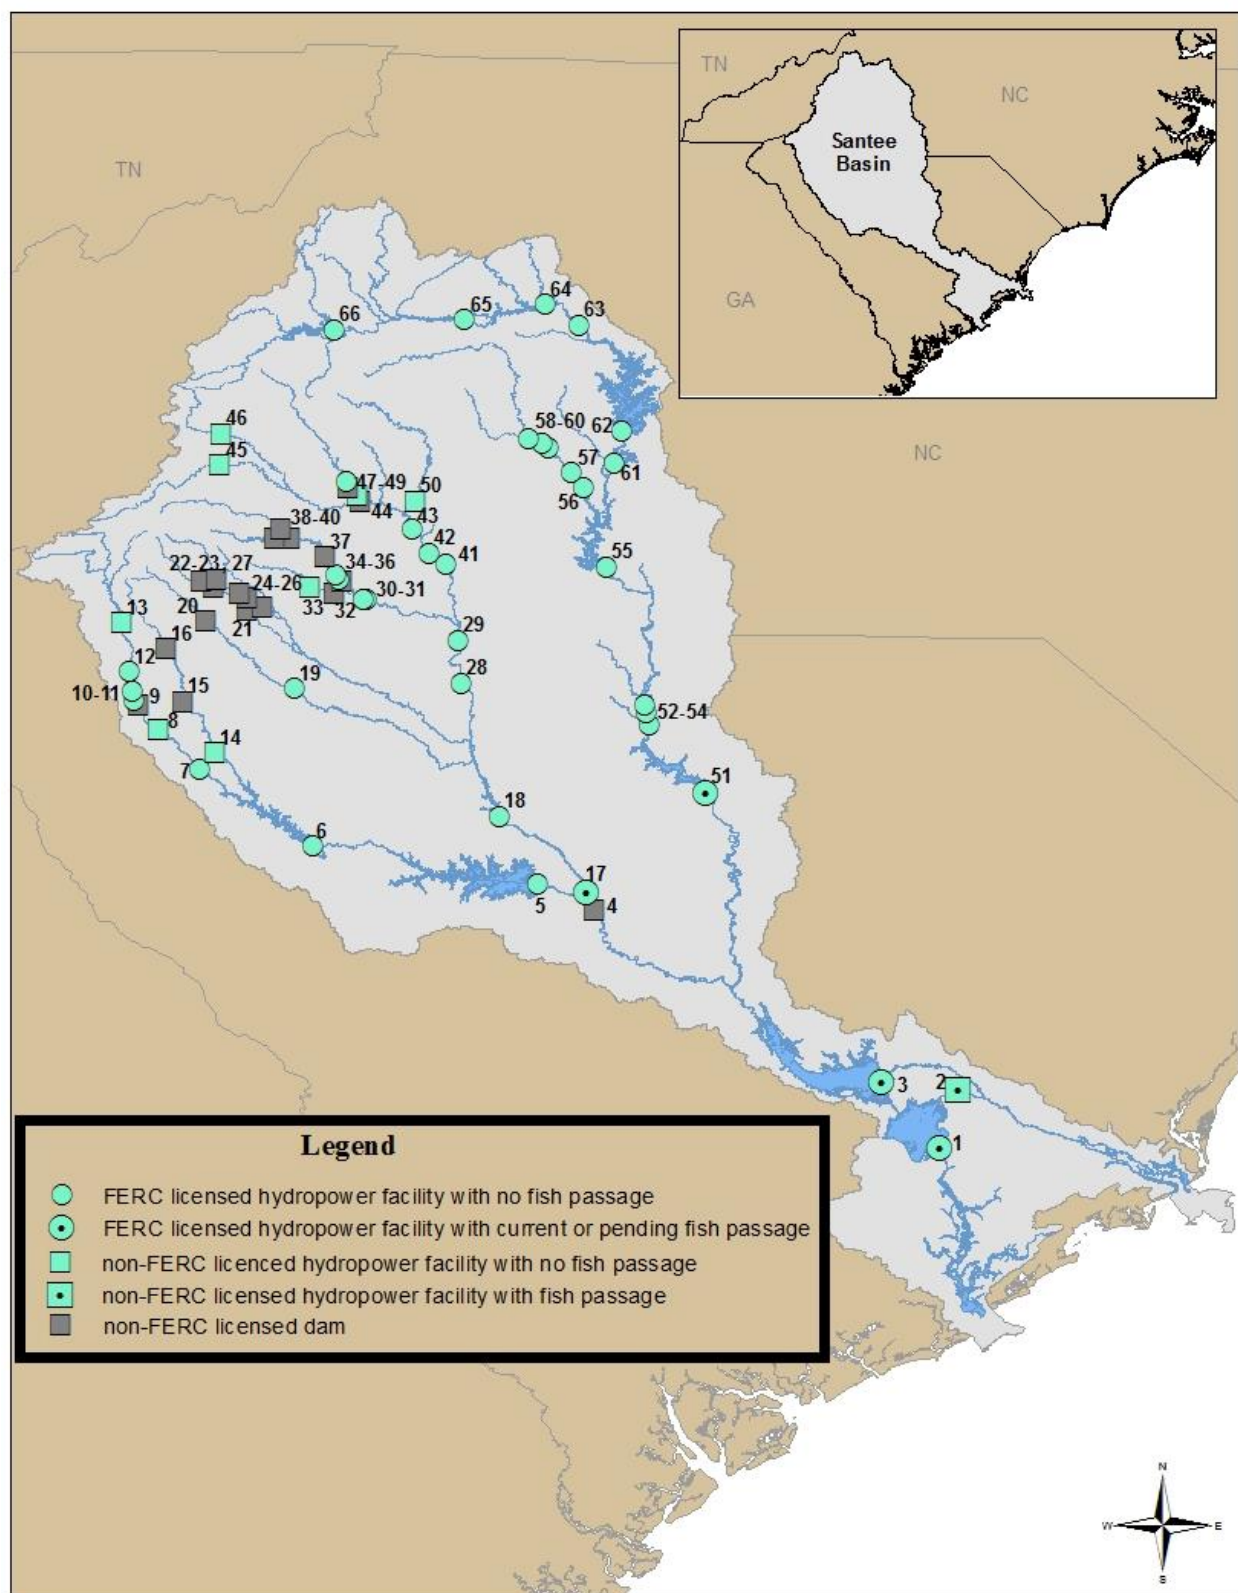 TN
NC
Santee
Basin
GA
TN
NC
64
65
63
66
46
62
58-60
45
57
61
47-49
50
56
44
43
38-40
42
37
41
55
22-23, 27
34-36
24-26
30-31
13
20
33
32
21
16
29
12
19
28
10-11
9
15
52-54
8
14
7
51
18
6
17
5
4
3
2
1
Legend
FERC licensed hydropower facility with no fish passage
FERC licensed hydropower facility with current or pending fish passage
non-FERC licenced hydropower facility with no fish passage
non-FERC licensed hydropower facility with fish passage
non-FERC licensed dam
N
W
E
S